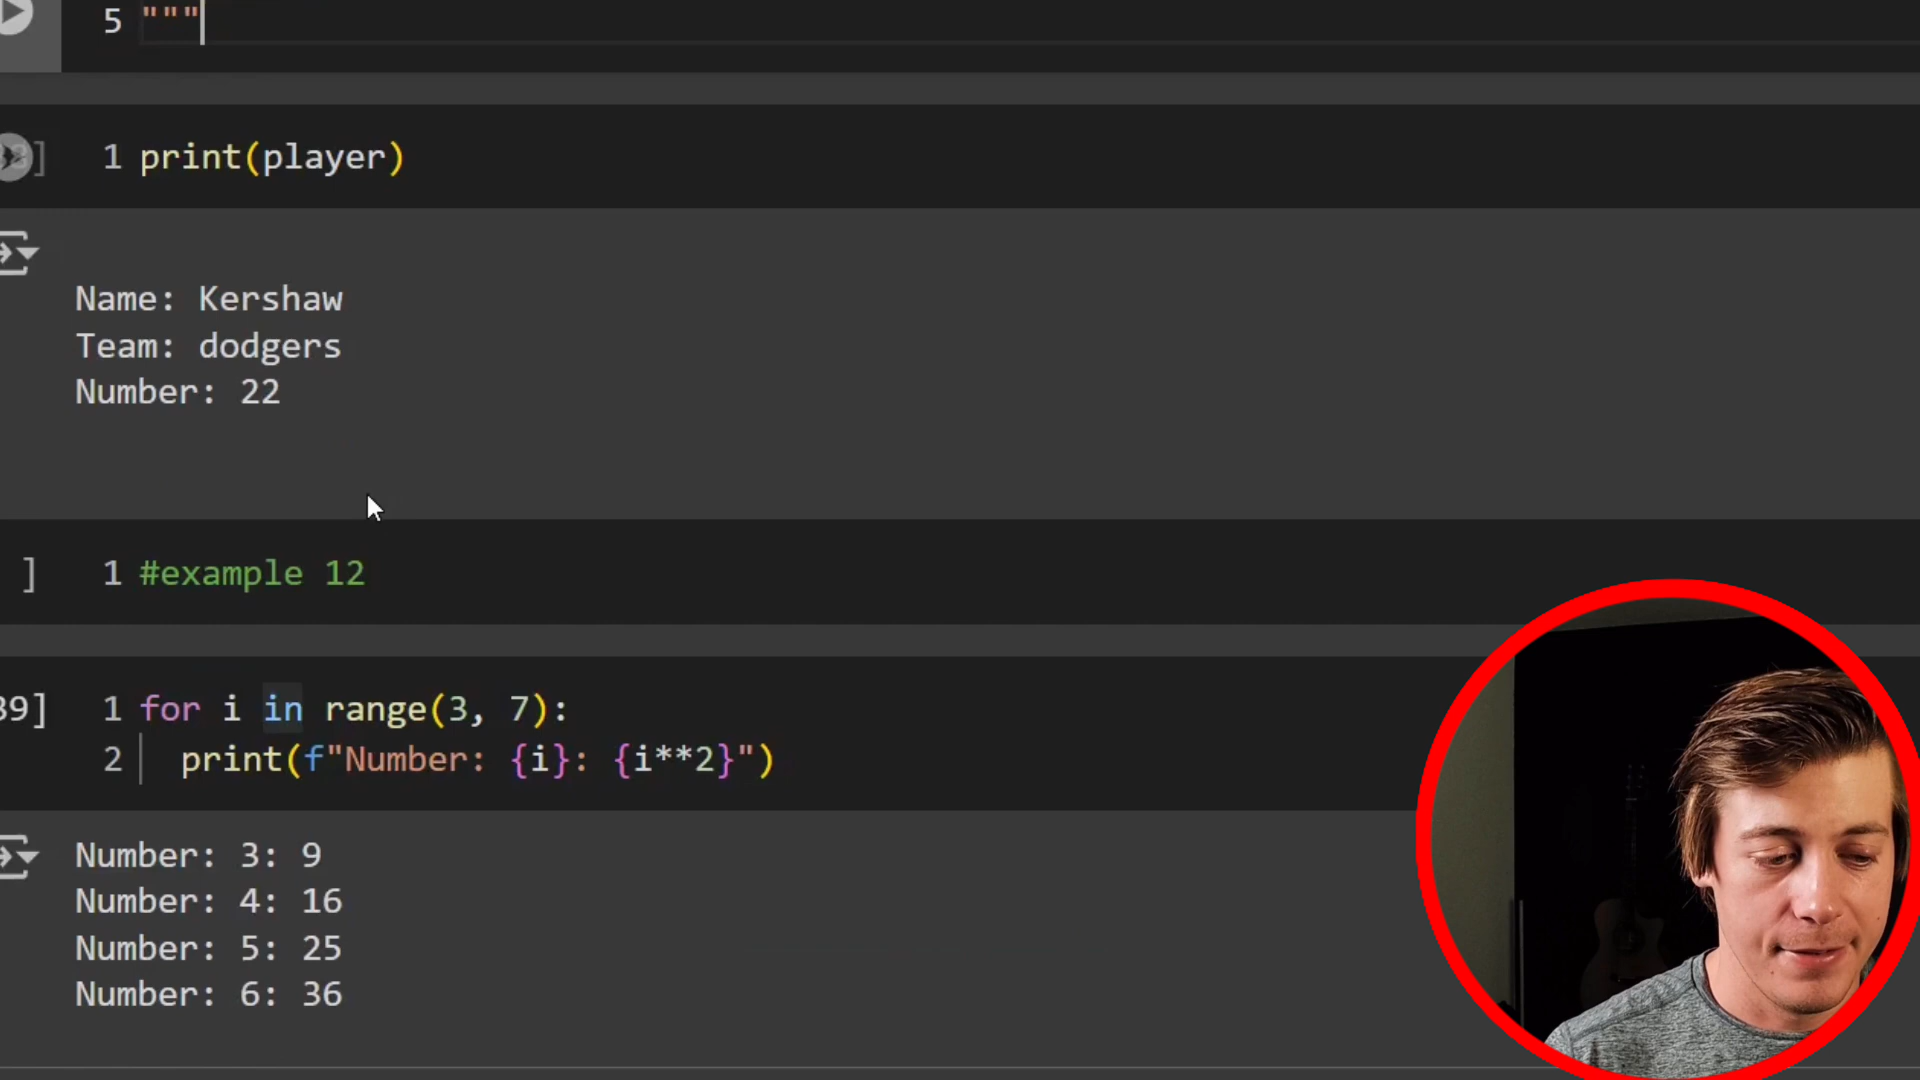 5 """
1 print(player)
Name: Kershaw
Team: dodgers
Number: 22
] 1 #example 12
39] 1 for i in range(3, 7):
2 print(f"Number: {i}: {i**2}")
Number: 3: 9
Number: 4: 16
Number: 5: 25
Number: 6: 36